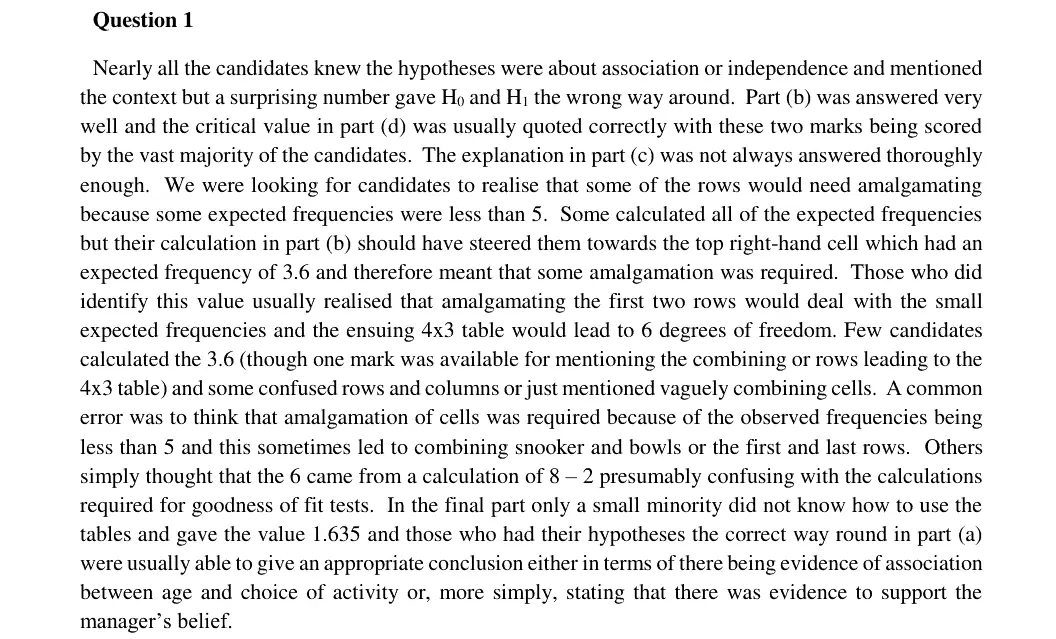 Question 1
Nearly all the candidates knew the hypotheses were about association or independence and mentioned
the context but a surprising number gave H₀ and H₁ the wrong way around.  Part (b) was answered very
well and the critical value in part (d) was usually quoted correctly with these two marks being scored
by the vast majority of the candidates.  The explanation in part (c) was not always answered thoroughly
enough.  We were looking for candidates to realise that some of the rows would need amalgamating
because some expected frequencies were less than 5.  Some calculated all of the expected frequencies
but their calculation in part (b) should have steered them towards the top right-hand cell which had an
expected frequency of 3.6 and therefore meant that some amalgamation was required.  Those who did
identify this value usually realised that amalgamating the first two rows would deal with the small
expected frequencies and the ensuing 4x3 table would lead to 6 degrees of freedom. Few candidates
calculated the 3.6 (though one mark was available for mentioning the combining or rows leading to the
4x3 table) and some confused rows and columns or just mentioned vaguely combining cells.  A common
error was to think that amalgamation of cells was required because of the observed frequencies being
less than 5 and this sometimes led to combining snooker and bowls or the first and last rows.  Others
simply thought that the 6 came from a calculation of 8 – 2 presumably confusing with the calculations
required for goodness of fit tests.  In the final part only a small minority did not know how to use the
tables and gave the value 1.635 and those who had their hypotheses the correct way round in part (a)
were usually able to give an appropriate conclusion either in terms of there being evidence of association
between age and choice of activity or, more simply, stating that there was evidence to support the
manager's belief.